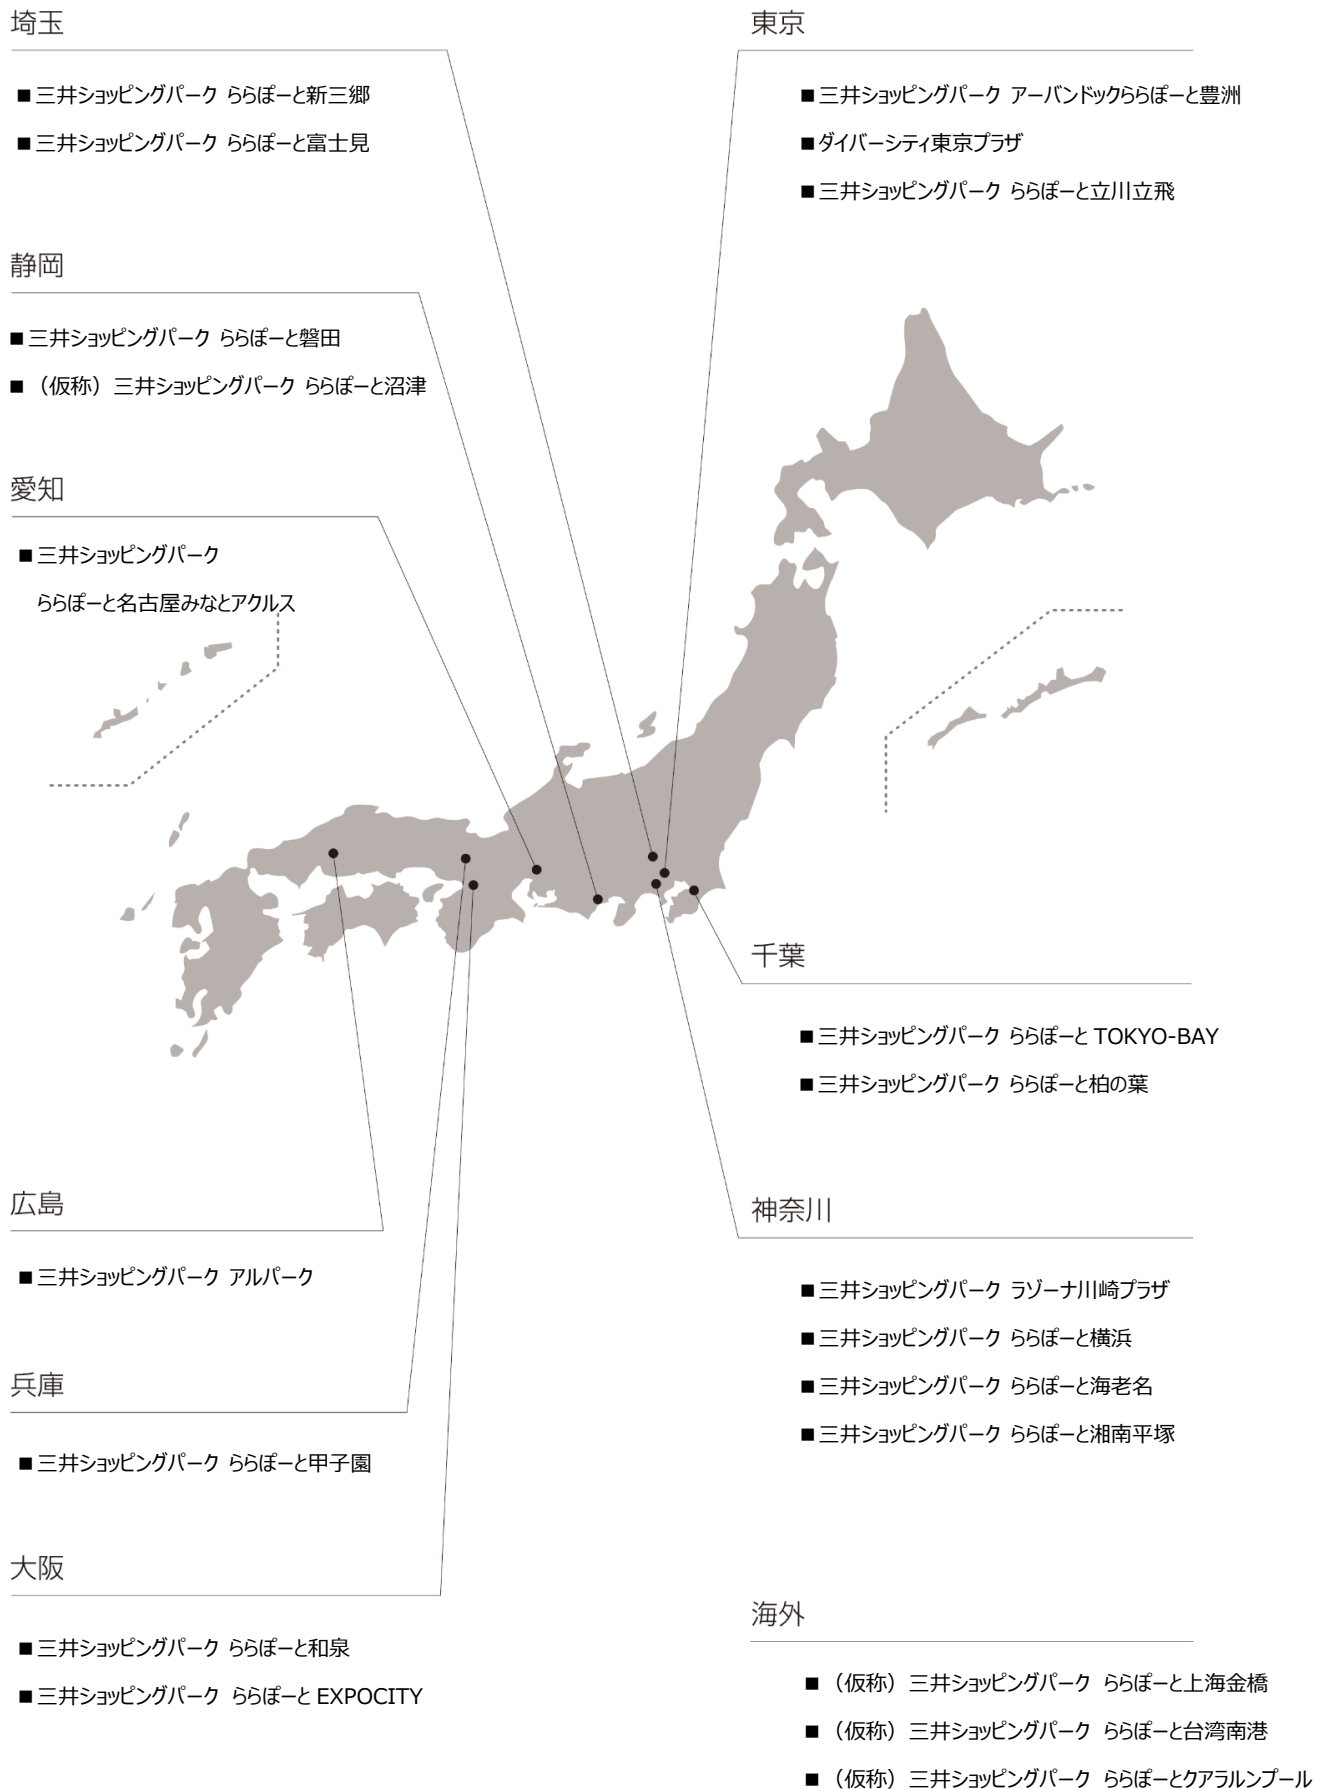 埼玉
■三井ショッピングパーク ららぽーと新三郷
■三井ショッピングパーク ららぽーと富士見
静岡
■三井ショッピングパーク ららぽーと磐田
■（仮称）三井ショッピングパーク ららぽーと沼津
愛知
■三井ショッピングパーク
ららぽーと名古屋みなとアクルス
広島
■三井ショッピングパーク アルパーク
兵庫
■三井ショッピングパーク ららぽーと甲子園
大阪
■三井ショッピングパーク ららぽーと和泉
■三井ショッピングパーク ららぽーと EXPOCITY
東京
■三井ショッピングパーク アーバンドックららぽーと豊洲
■ダイバーシティ東京プラザ
■三井ショッピングパーク ららぽーと立川立飛
千葉
■三井ショッピングパーク ららぽーと TOKYO-BAY
■三井ショッピングパーク ららぽーと柏の葉
神奈川
■三井ショッピングパーク ラゾーナ川崎プラザ
■三井ショッピングパーク ららぽーと横浜
■三井ショッピングパーク ららぽーと海老名
■三井ショッピングパーク ららぽーと湘南平塚
海外
■（仮称）三井ショッピングパーク ららぽーと上海金橋
■（仮称）三井ショッピングパーク ららぽーと台湾南港
■（仮称）三井ショッピングパーク ららぽーとクアラルンプール